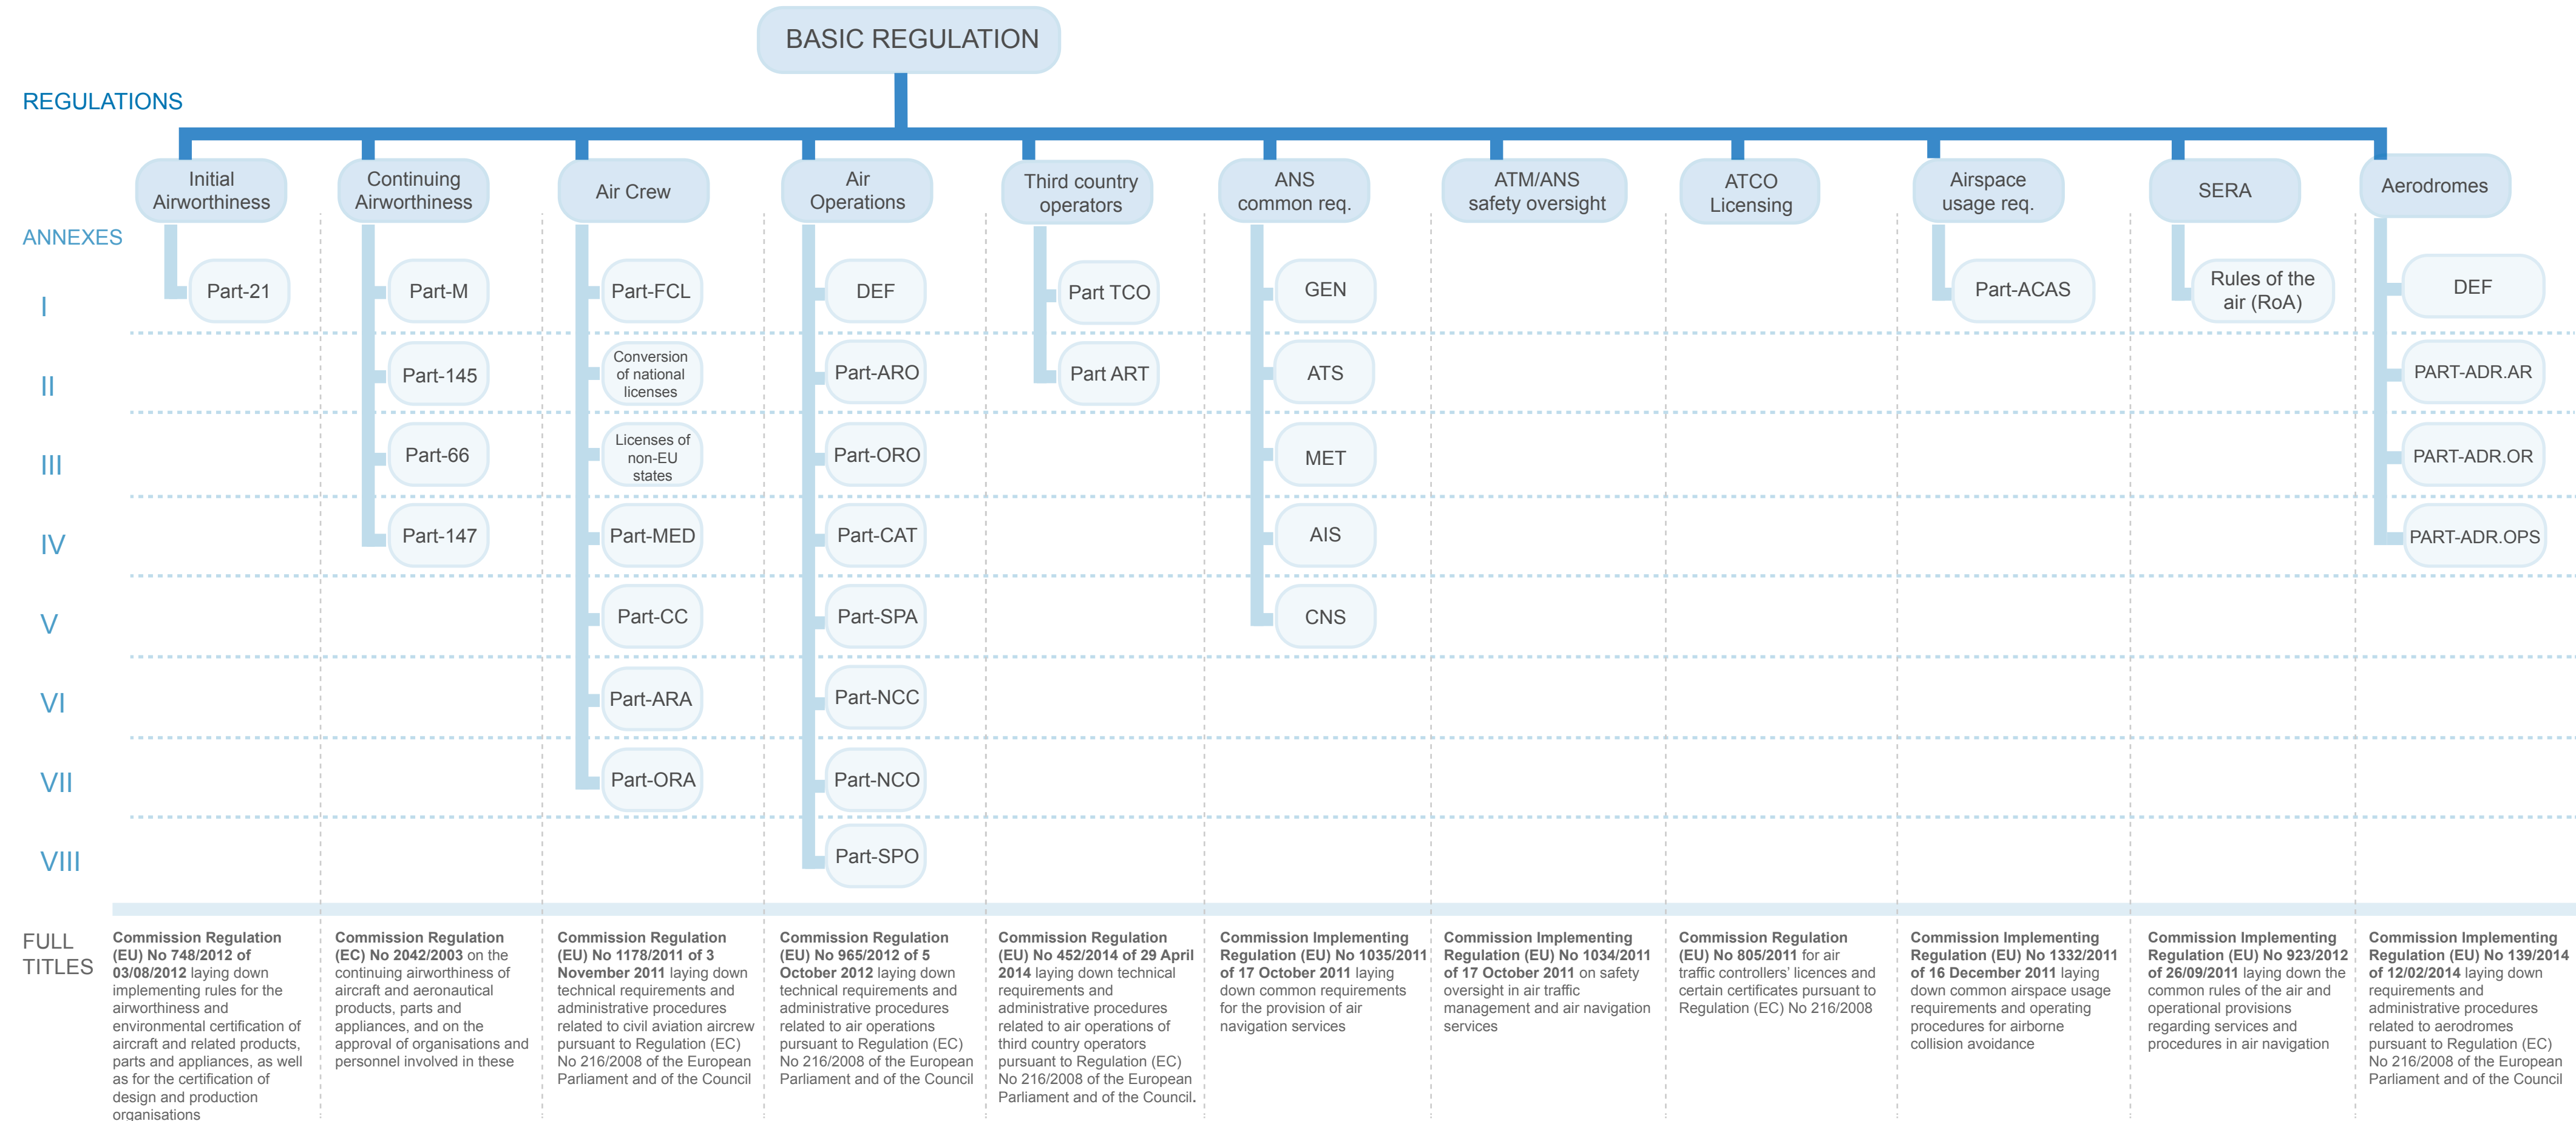 BASIC REGULATION
REGULATIONS
Initial
Airworthiness
Continuing
Airworthiness
Air Crew
Air
Operations
Third country
operators
ANS
common req.
ATM/ANS
safety oversight
ATCO
Licensing
Airspace
usage req.
SERA
Aerodromes
ANNEXES
I
Part-21
Part-M
Part-FCL
DEF
Part TCO
GEN
Part-ACAS
Rules of the
air (RoA)
DEF
II
Part-145
Conversion
of national
licenses
Part-ARO
Part ART
ATS
PART-ADR.AR
III
Part-66
Licenses of
non-EU
states
Part-ORO
MET
PART-ADR.OR
IV
Part-147
Part-MED
Part-CAT
AIS
PART-ADR.OPS
V
Part-CC
Part-SPA
CNS
VI
Part-ARA
Part-NCC
VII
Part-ORA
Part-NCO
VIII
Part-SPO
FULL
TITLES
Commission Regulation
(EU) No 748/2012 of
03/08/2012 laying down
implementing rules for the
airworthiness and
environmental certification of
aircraft and related products,
parts and appliances, as well
as for the certification of
design and production
organisations
Commission Regulation
(EC) No 2042/2003 on the
continuing airworthiness of
aircraft and aeronautical
products, parts and
appliances, and on the
approval of organisations and
personnel involved in these
Commission Regulation
(EU) No 1178/2011 of 3
November 2011 laying down
technical requirements and
administrative procedures
related to civil aviation aircrew
pursuant to Regulation (EC)
No 216/2008 of the European
Parliament and of the Council
Commission Regulation
(EU) No 965/2012 of 5
October 2012 laying down
technical requirements and
administrative procedures
related to air operations
pursuant to Regulation (EC)
No 216/2008 of the European
Parliament and of the Council
Commission Regulation
(EU) No 452/2014 of 29 April
2014 laying down technical
requirements and
administrative procedures
related to air operations of
third country operators
pursuant to Regulation (EC)
No 216/2008 of the European
Parliament and of the Council.
Commission Implementing
Regulation (EU) No 1035/2011
of 17 October 2011 laying
down common requirements
for the provision of air
navigation services
Commission Implementing
Regulation (EU) No 1034/2011
of 17 October 2011 on safety
oversight in air traffic
management and air navigation
services
Commission Regulation
(EU) No 805/2011 for air
traffic controllers' licences and
certain certificates pursuant to
Regulation (EC) No 216/2008
Commission Implementing
Regulation (EU) No 1332/2011
of 16 December 2011 laying
down common airspace usage
requirements and operating
procedures for airborne
collision avoidance
Commission Implementing
Regulation (EU) No 923/2012
of 26/09/2011 laying down the
common rules of the air and
operational provisions
regarding services and
procedures in air navigation
Commission Implementing
Regulation (EU) No 139/2014
of 12/02/2014 laying down
requirements and
administrative procedures
related to aerodromes
pursuant to Regulation (EC)
No 216/2008 of the European
Parliament and of the Council